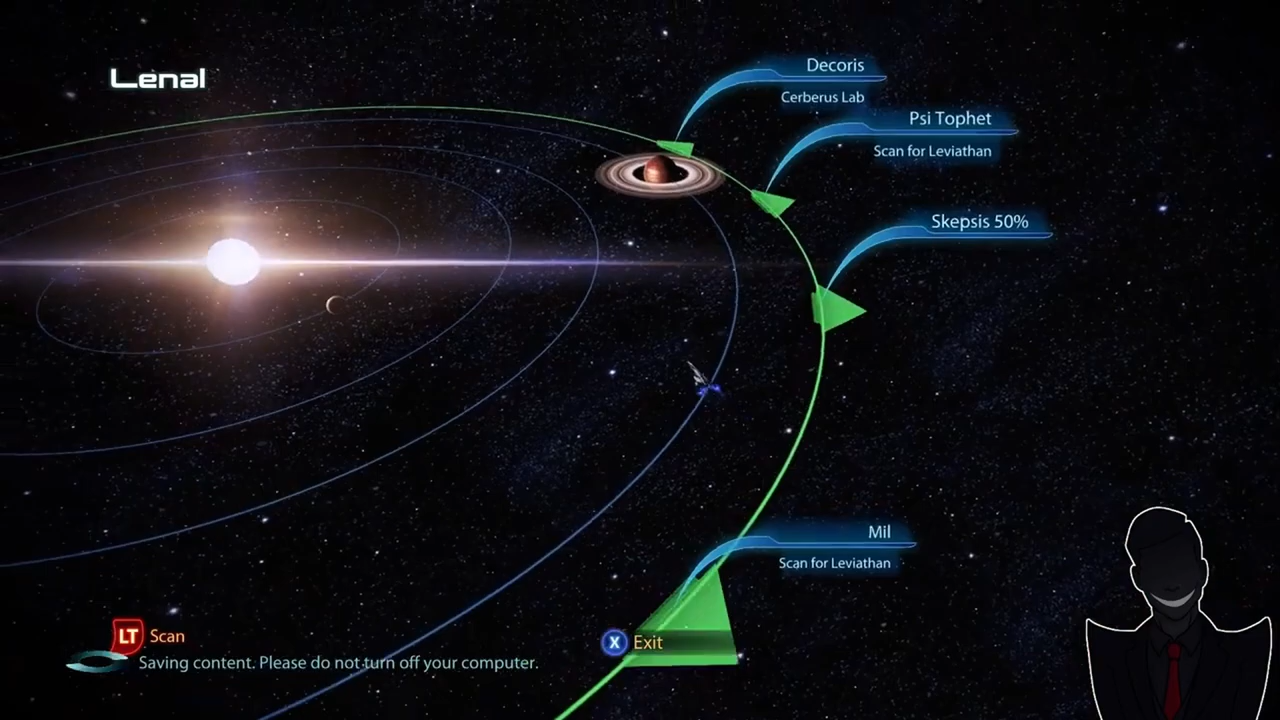 Lenal
Decoris
Cerberus Lab
Psi Tophet
Scan for Leviathan
Skepsis 50%
Mil
Scan for Leviathan
LT Scan
X Exit
Saving content. Please do not turn off your computer.